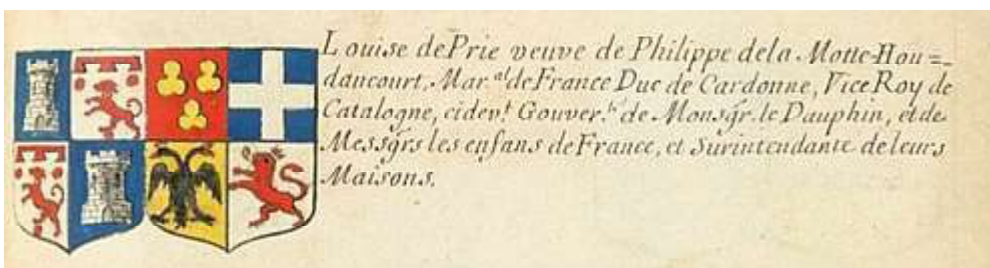 Louise de Prie veuve de Philippe de la Motte-Hou=
dancourt, Mar.al de France Duc de Cardonne, Vice Roy de
Catalogne, cidev.t Gouver.te de Monsgr. le Dauphin, et de
Messgrs les enfans de France, et Surintendante de leurs
Maisons.